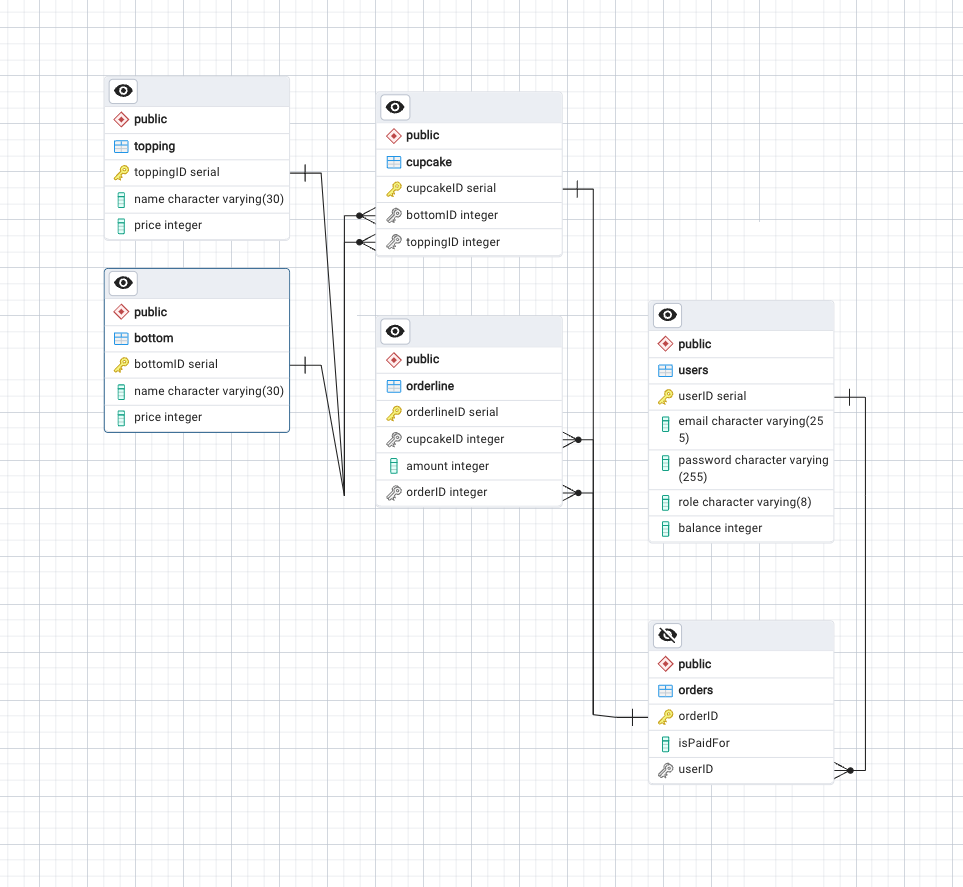 public
topping
toppingID serial
name character varying(30)
price integer
public
bottom
bottomID serial
name character varying(30)
price integer
public
cupcake
cupcakeID serial
bottomID integer
toppingID integer
public
orderline
orderlineID serial
cupcakeID integer
amount integer
orderID integer
public
users
userID serial
email character varying(25
5)
password character varying
(255)
role character varying(8)
balance integer
public
orders
orderID
isPaidFor
userID